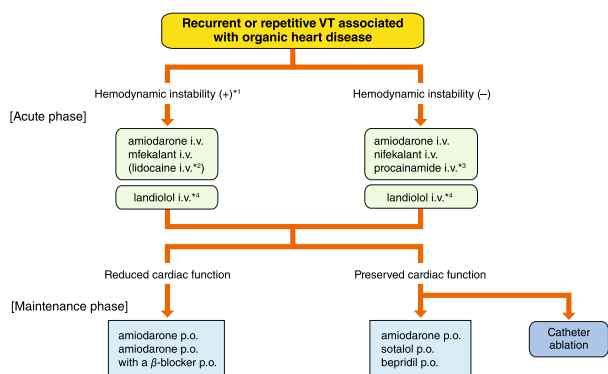 Recurrent or repetitive VT associated
with organic heart disease
Hemodynamic instability (+)*1
Hemodynamic instability (–)
[Acute phase]
amiodarone i.v.
mfekalant i.v.
(lidocaine i.v.*2)
amiodarone i.v.
nifekalant i.v.
procainamide i.v.*3
landiolol i.v.*4
landiolol i.v.*4
Reduced cardiac function
Preserved cardiac function
[Maintenance phase]
amiodarone p.o.
amiodarone p.o.
with a β-blocker p.o.
amiodarone p.o.
sotalol p.o.
bepridil p.o.
Catheter
ablation